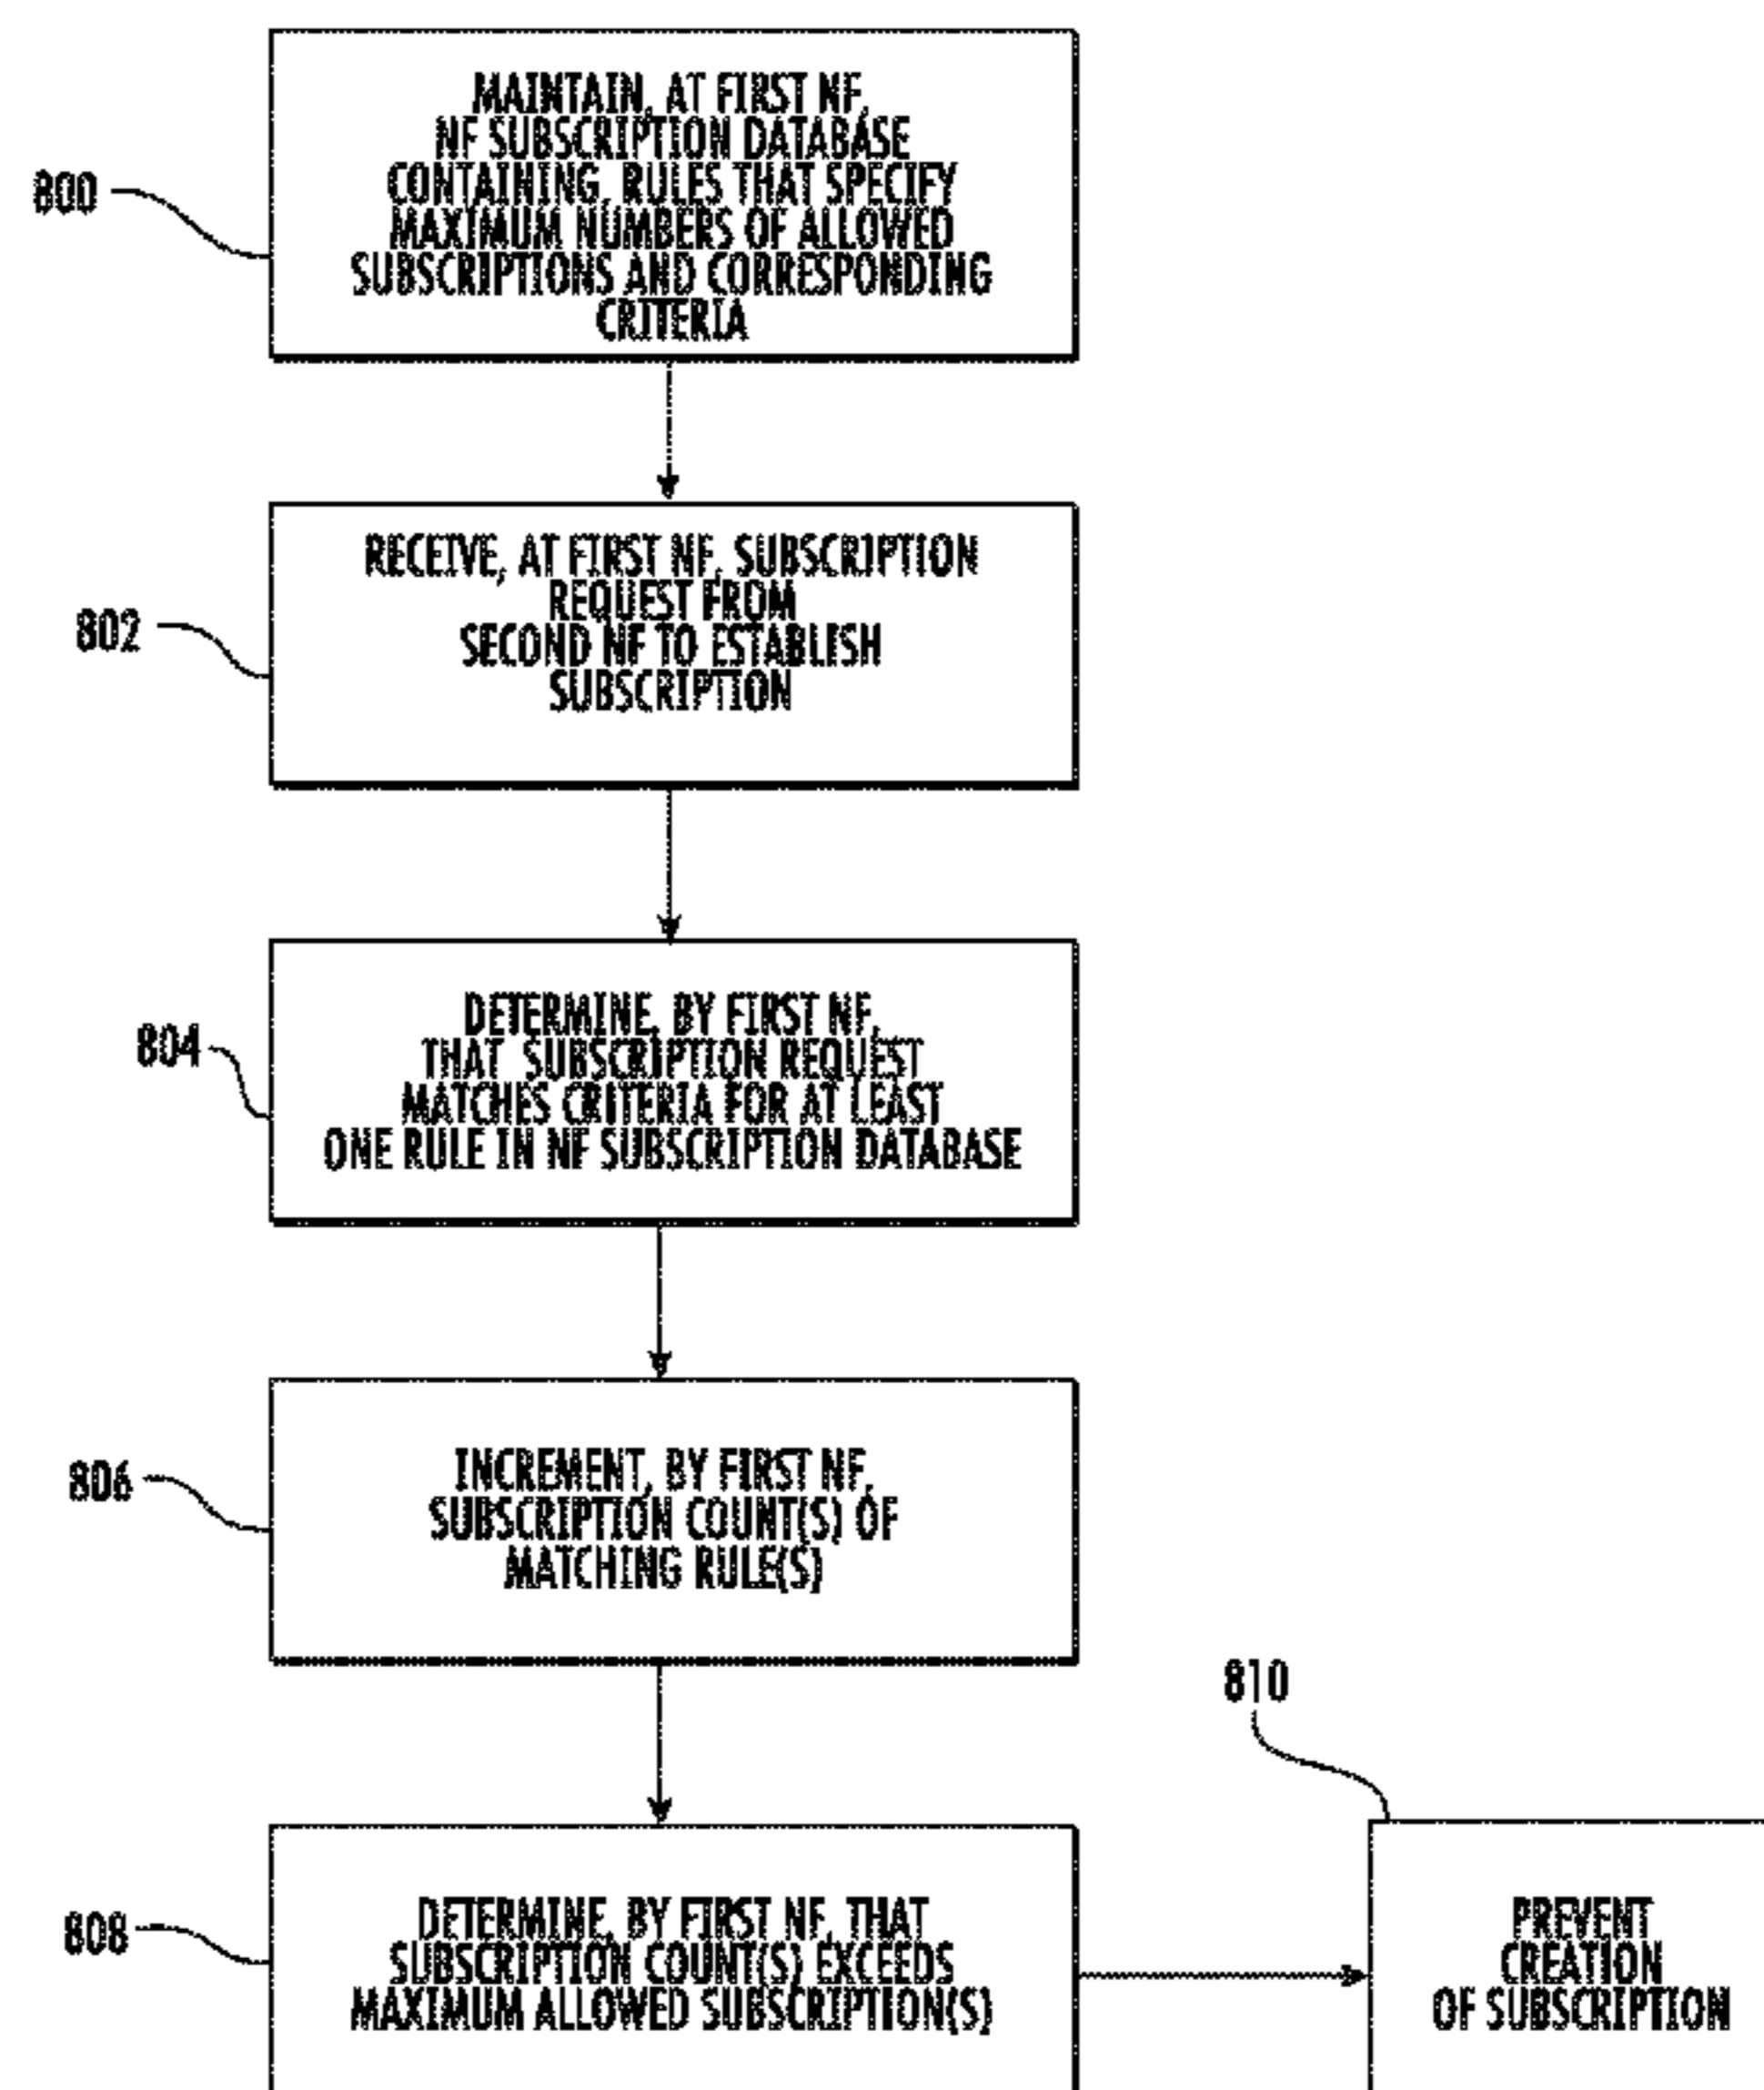 MAINTAIN, AT FIRST NF,
NF SUBSCRIPTION DATABASE
CONTAINING, RULES THAT SPECIFY
MAXIMUM NUMBERS OF ALLOWED
SUBSCRIPTIONS AND CORRESPONDING
CRITERIA
800
RECEIVE, AT FIRST NF, SUBSCRIPTION
REQUEST FROM
SECOND NF TO ESTABLISH
SUBSCRIPTION
802
DETERMINE, BY FIRST NF,
THAT SUBSCRIPTION REQUEST
MATCHES CRITERIA FOR AT LEAST
ONE RULE IN NF SUBSCRIPTION DATABASE
804
INCREMENT, BY FIRST NF,
SUBSCRIPTION COUNT(S) OF
MATCHING RULE(S)
806
810
DETERMINE, BY FIRST NF, THAT
SUBSCRIPTION COUNT(S) EXCEEDS
MAXIMUM ALLOWED SUBSCRIPTION(S)
808
PREVENT
CREATION
OF SUBSCRIPTION